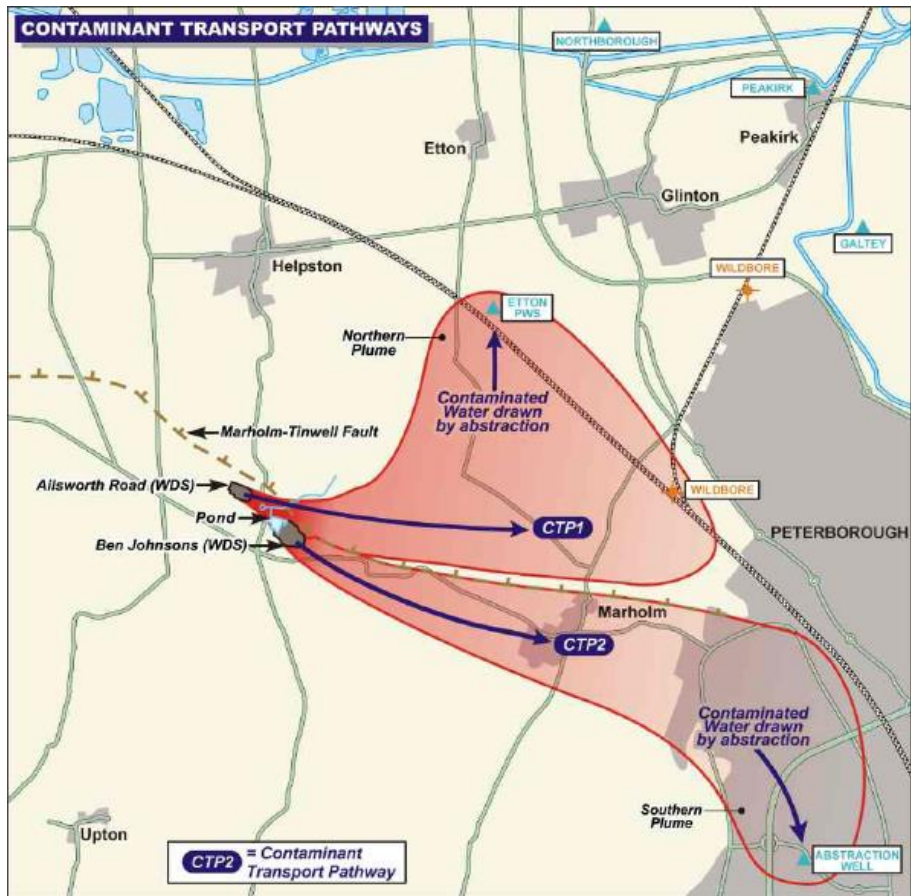 CONTAMINANT TRANSPORT PATHWAYS
NORTHBOROUGH
PEAKIRK
Peakirk
Etton
Glinton
GALTEY
Helpston
WILDBORE
ETTON
PWS
Northern
Plume
Contaminated
Water drawn
by abstraction
Marholm-Tinwell Fault
Ailsworth Road (WDS)
WILDBORE
Pond
CTP1
PETERBOROUGH
Ben Johnsons (WDS)
Marholm
CTP2
Contaminated
Water drawn
by abstraction
Southern
Plume
Upton
CTP2 = Contaminant
Transport Pathway
ABSTRACTION
WELL